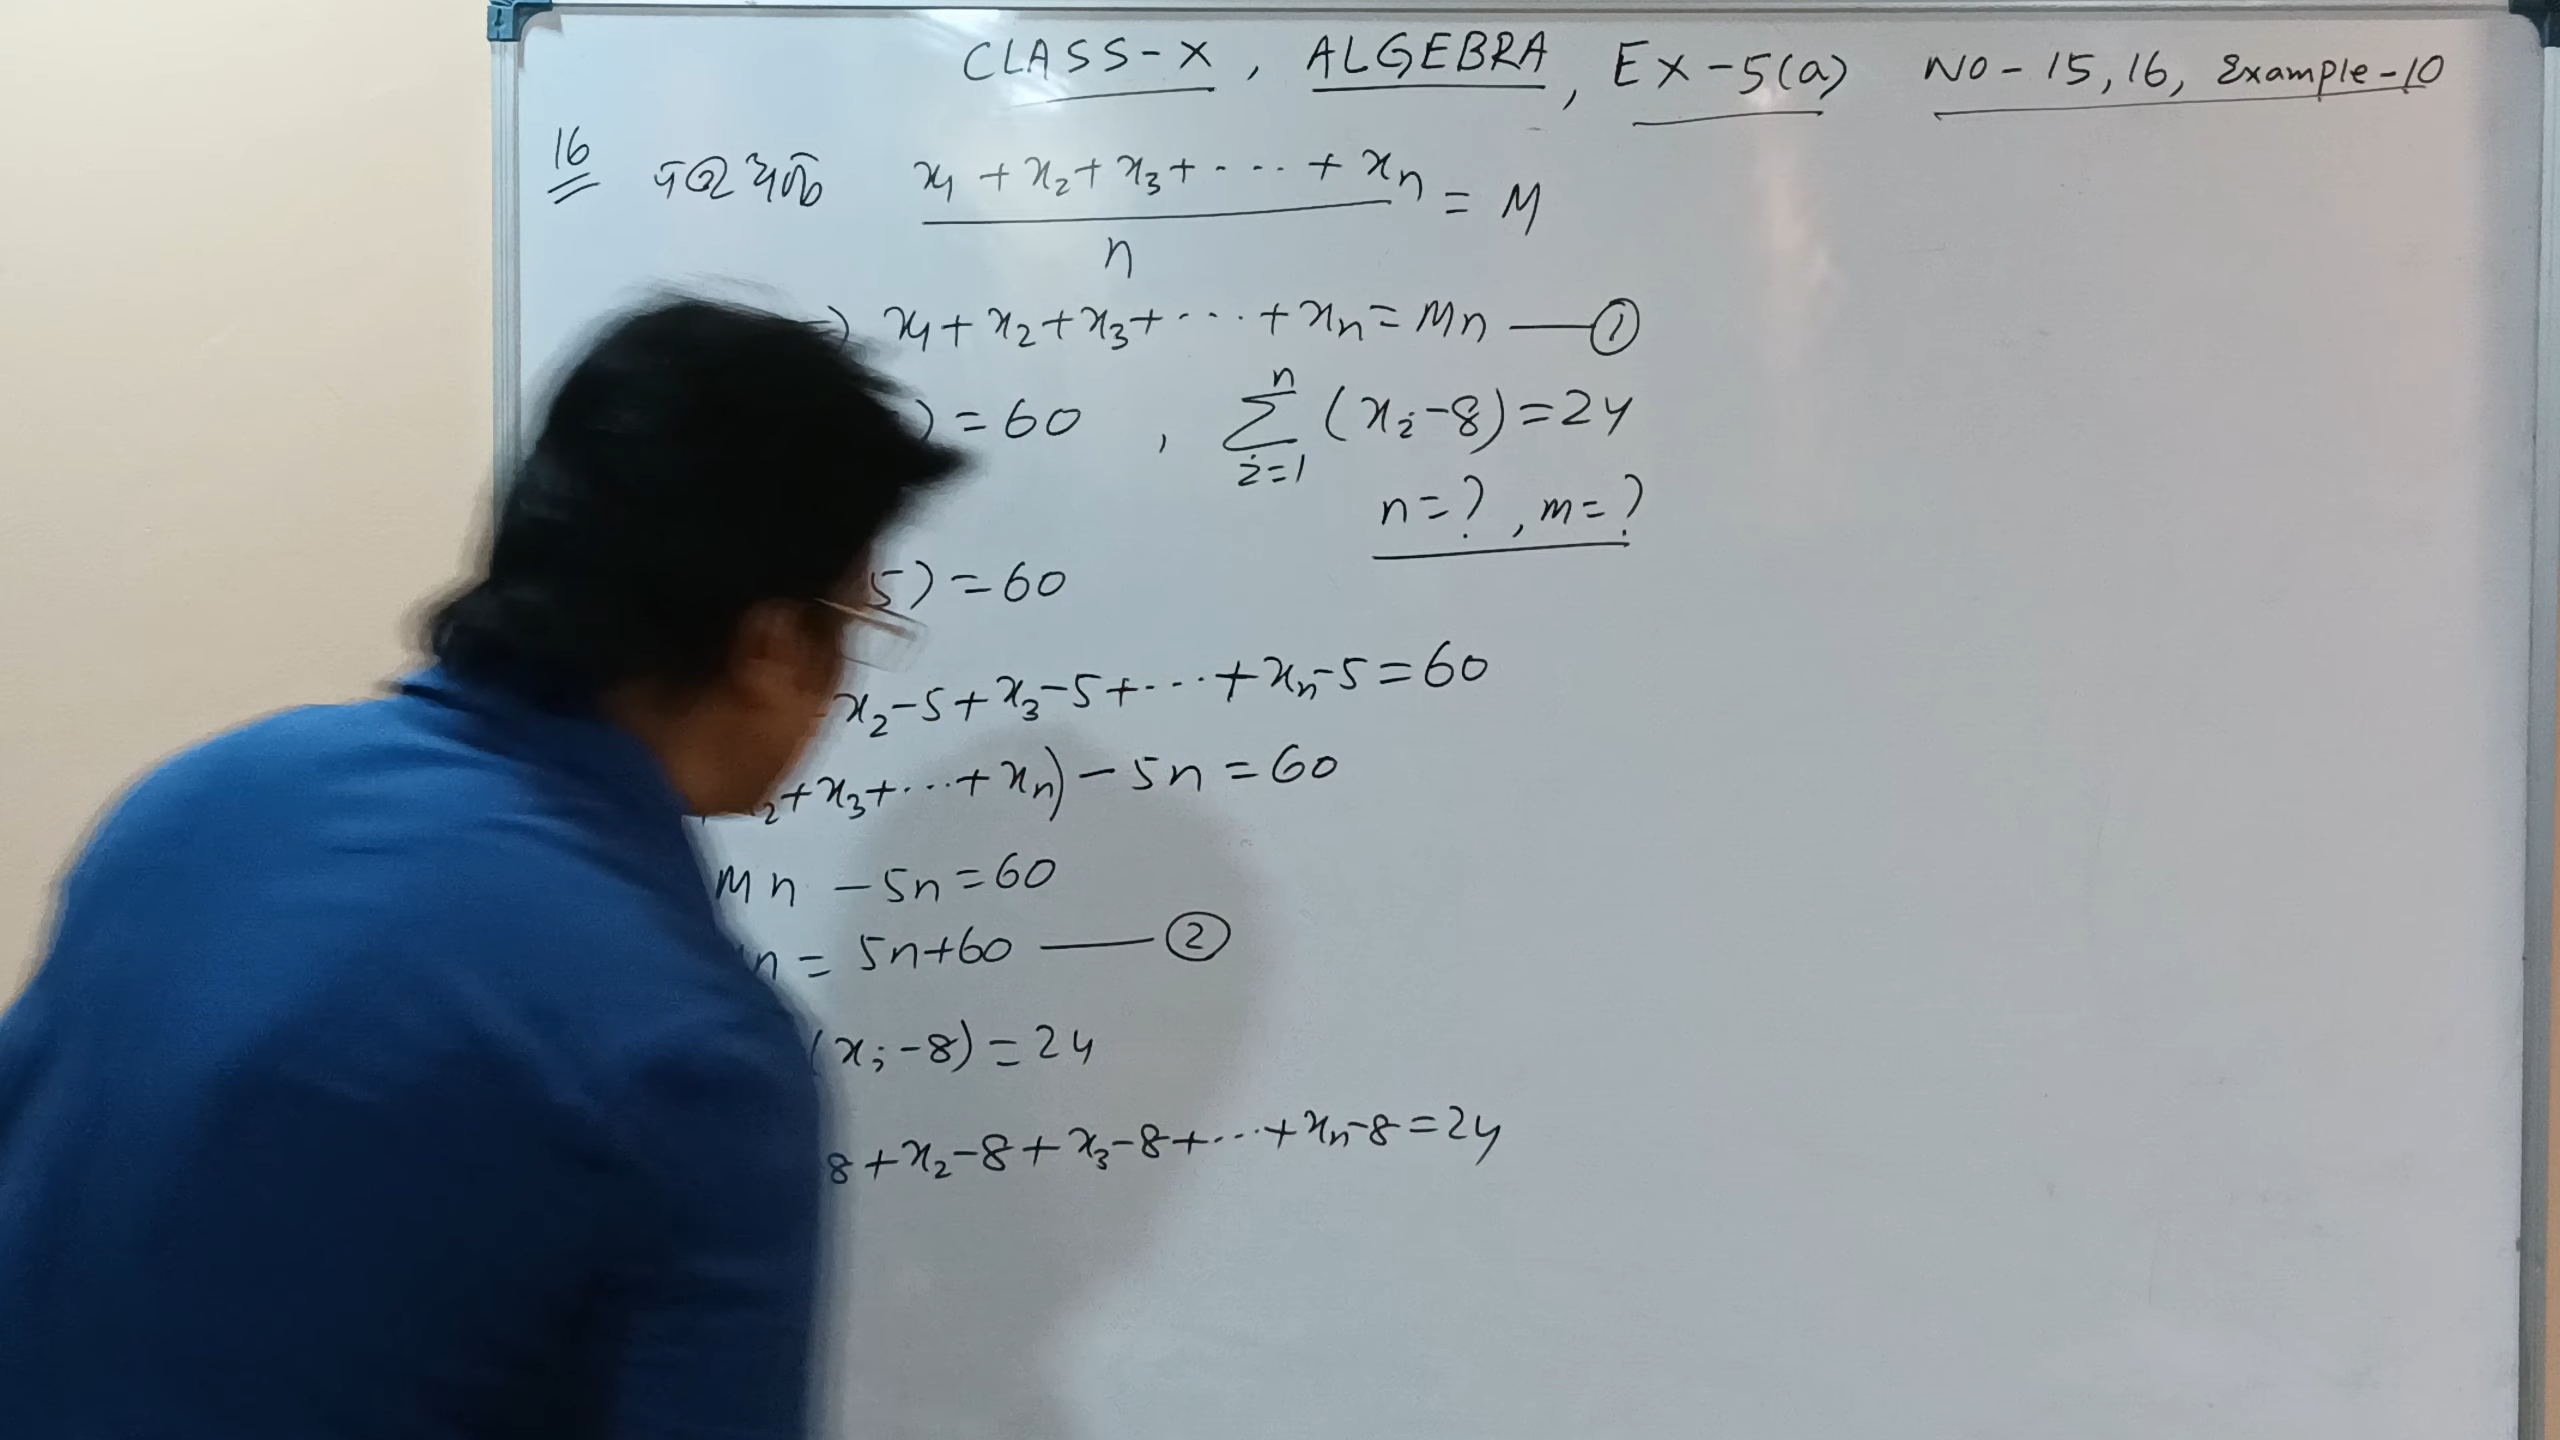 CLASS-X, ALGEBRA, EX-5(a) NO-15,16, Example-10
16 x₁+x₂+x₃+...+xₙ / n = M
x₁+x₂+x₃+...+xₙ=Mn —①
)=60, n Σ i=1 (xᵢ-8)=24
n=?, m=?
5)=60
x₂-5+x₃-5+...+xₙ-5=60
₂+x₃+...+xₙ)-5n=60
Mn-5n=60
n=5n+60 —②
(xᵢ-8)=24
8+x₂-8+x₃-8+...+xₙ-8=24